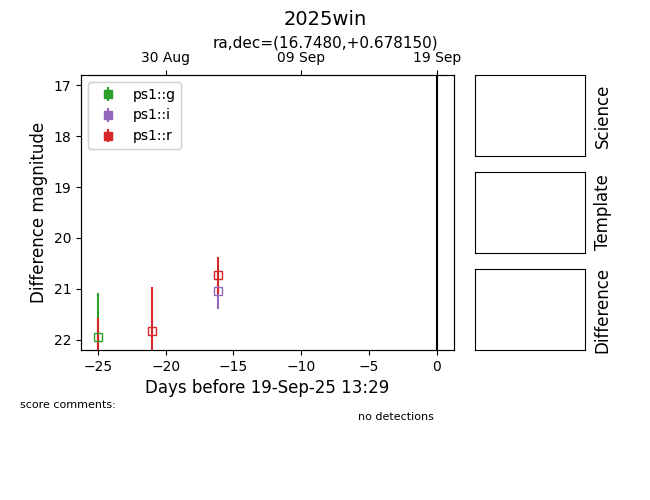 2025win
ra,dec=(16.7480,+0.678150)
30 Aug 09 Sep 19 Sep
ps1::g
ps1::i
ps1::r
17
18
19
20
21
22
Difference magnitude
−25 −20 −15 −10 −5 0
Days before 19-Sep-25 13:29
Science
Template
Difference
score comments:
no detections